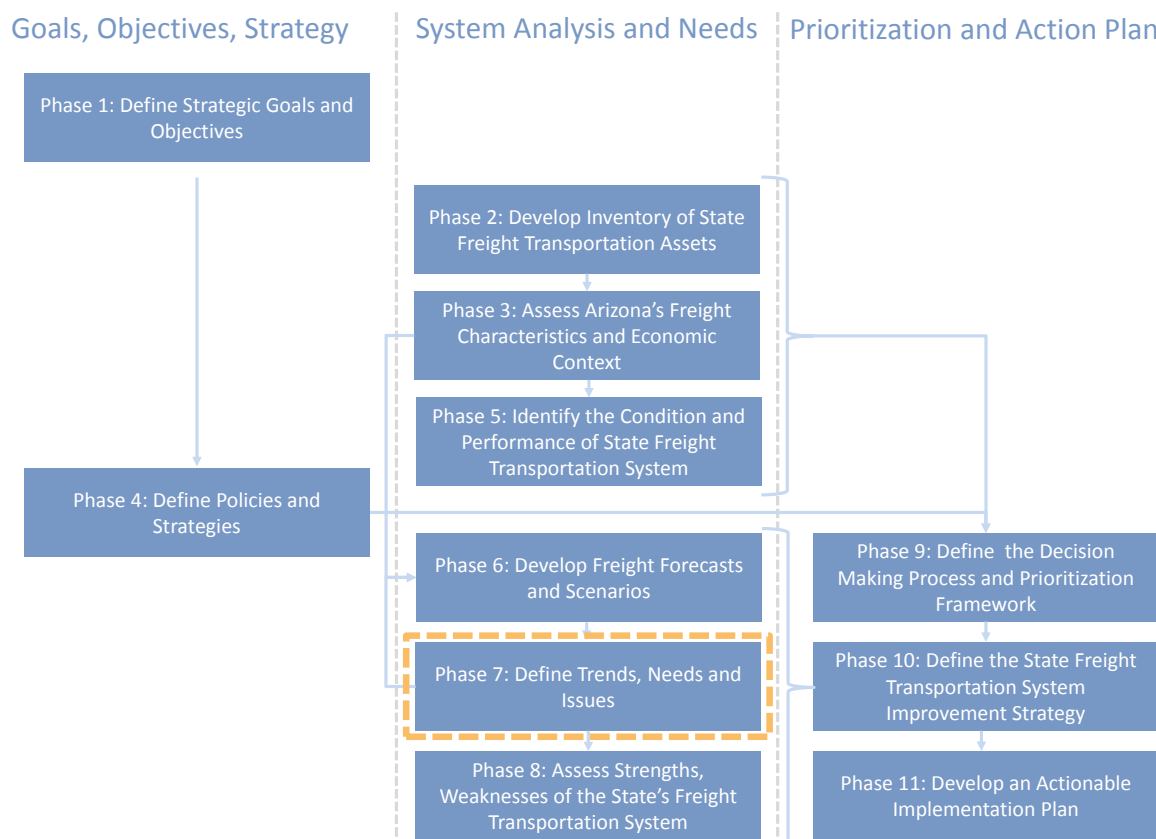 Goals, Objectives, Strategy
System Analysis and Needs
Prioritization and Action Plan
Phase 1: Define Strategic Goals and
Objectives
Phase 2: Develop Inventory of State
Freight Transportation Assets
Phase 3: Assess Arizona's Freight
Characteristics and Economic
Context
Phase 5: Identify the Condition and
Performance of State Freight
Transportation System
Phase 4: Define Policies and
Strategies
Phase 6: Develop Freight Forecasts
and Scenarios
Phase 7: Define Trends, Needs and
Issues
Phase 8: Assess Strengths,
Weaknesses of the State's Freight
Transportation System
Phase 9: Define the Decision
Making Process and Prioritization
Framework
Phase 10: Define the State Freight
Transportation System
Improvement Strategy
Phase 11: Develop an Actionable
Implementation Plan